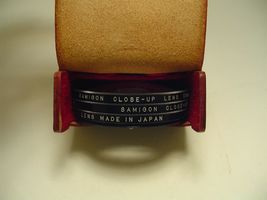 SAMIGON CLOSE-UP LENS
SAMIGON CLOSE-U
LENS MADE IN JAPAN